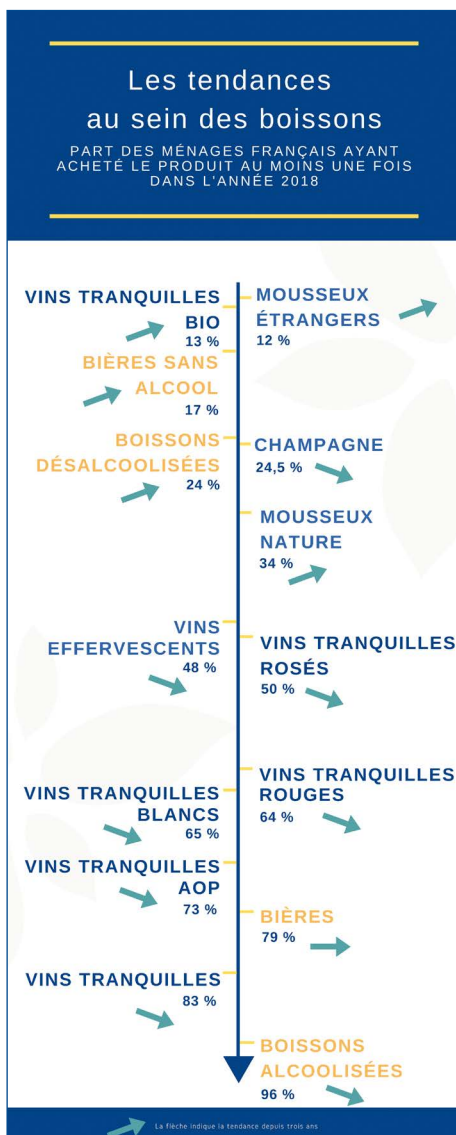 Les tendances
au sein des boissons
PART DES MÉNAGES FRANÇAIS AYANT
ACHETÉ LE PRODUIT AU MOINS UNE FOIS
DANS L'ANNÉE 2018
MOUSSEUX
ÉTRANGERS
12 %
VINS TRANQUILLES
BIO
13 %
BIÈRES SANS
ALCOOL
17 %
BOISSONS
DÉSALCOOLISÉES
24 %
CHAMPAGNE
24,5 %
MOUSSEUX
NATURE
34 %
VINS
EFFERVESCENTS
48 %
VINS TRANQUILLES
ROSÉS
50 %
VINS TRANQUILLES
ROUGES
64 %
VINS TRANQUILLES
BLANCS
65 %
VINS TRANQUILLES
AOP
73 %
BIÈRES
79 %
VINS TRANQUILLES
83 %
BOISSONS
ALCOOLISÉES
96 %
La flèche indique la tendance depuis trois ans